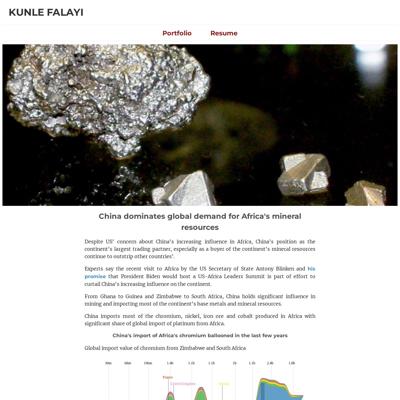 KUNLE FALAYI
Portfolio Resume
China dominates global demand for Africa's mineral
resources
Despite US' concern about China's increasing influence in Africa, China's position as the
continent's largest trading partner, especially as a buyer of the continent's mineral resources
continue to outstrip other countries'.
Experts say the recent visit to Africa by the US Secretary of State Antony Blinken and his
promise that President Biden would host a US-Africa Leaders Summit is part of effort to
curtail China's increasing influence on the continent.
From Ghana to Guinea and Zimbabwe to South Africa, China holds significant influence in
mining and importing most of the continent's base metals and mineral resources.
China imports most of the chromium, nickel, iron ore and cobalt produced in Africa with
significant share of global import of platinum from Africa.
China's import of Africa's chromium ballooned in the last few years
Global import value of chromium from Zimbabwe and South Africa